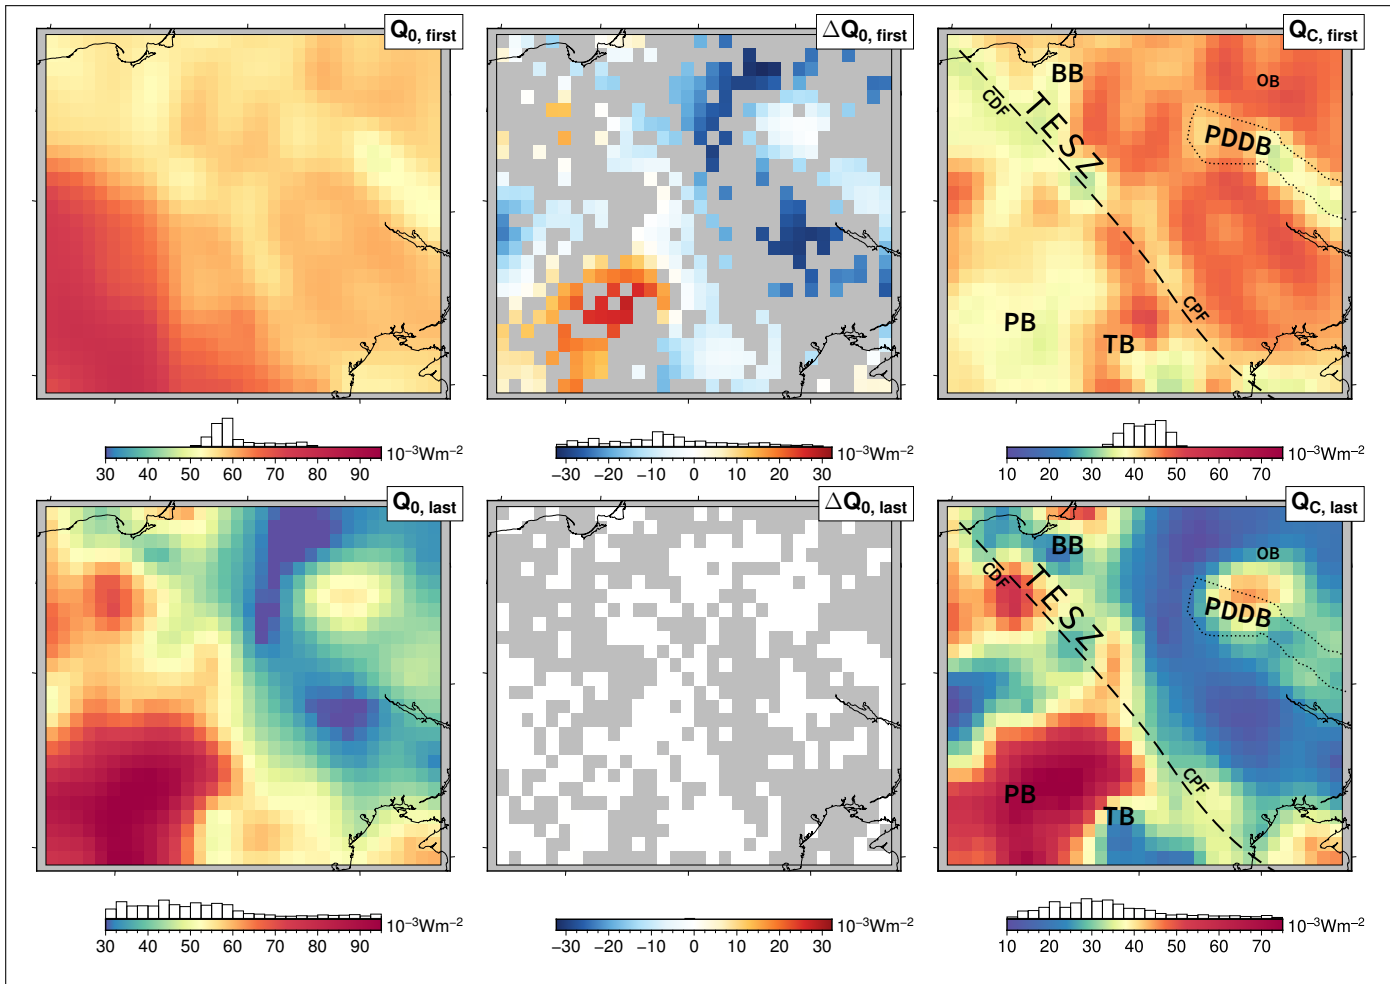 Q0, first
ΔQ0, first
QC, first
BB
OB
CDF
TESZ
PDDB
CPF
PB
TB
30 40 50 60 70 80 90
10−3Wm−2
−30 −20 −10 0 10 20 30
10−3Wm−2
10 20 30 40 50 60 70
10−3Wm−2
Q0, last
ΔQ0, last
QC, last
BB
OB
CDF
TESZ
PDDB
CPF
PB
TB
30 40 50 60 70 80 90
10−3Wm−2
−30 −20 −10 0 10 20 30
10−3Wm−2
10 20 30 40 50 60 70
10−3Wm−2